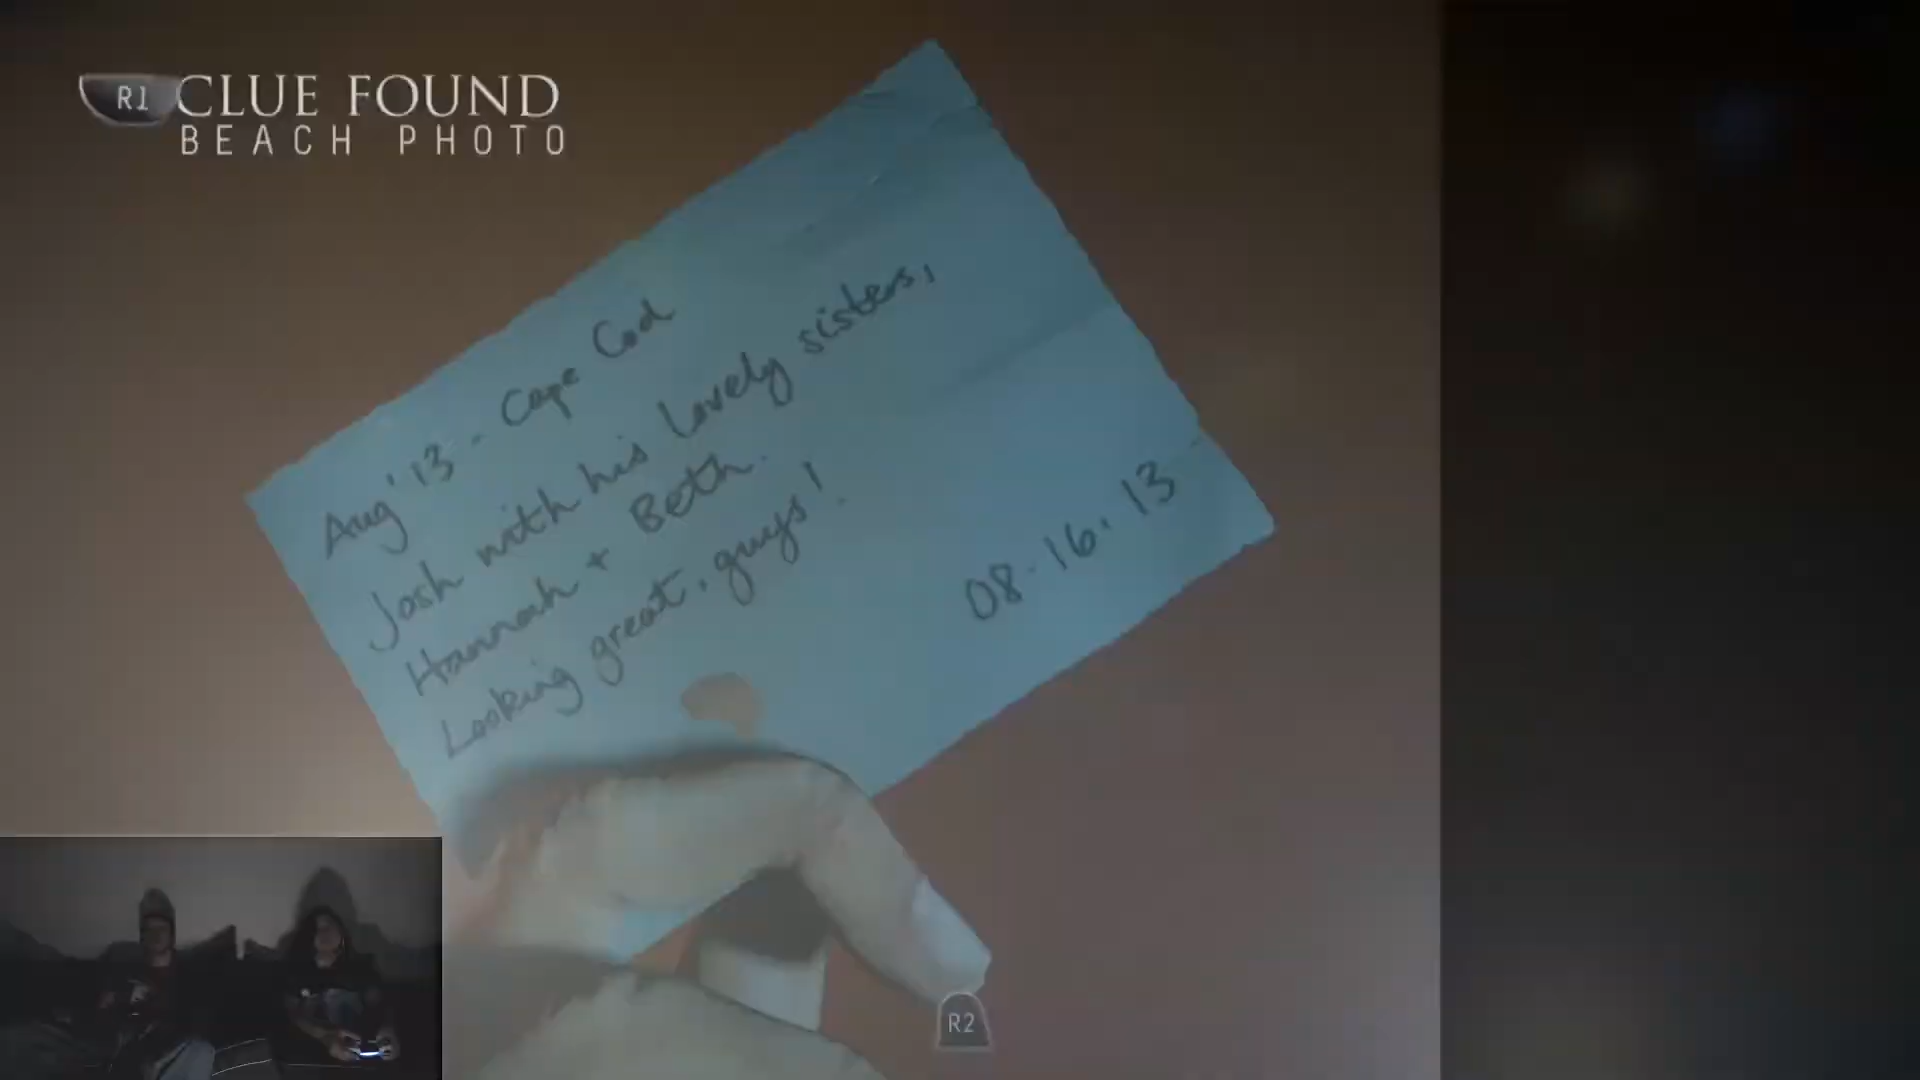 R1 CLUE FOUND
BEACH PHOTO
Aug '13 - Cape Cod
Josh with his lovely sisters,
Hannah + Beth.
Looking great, guys!
08.16.13
R2